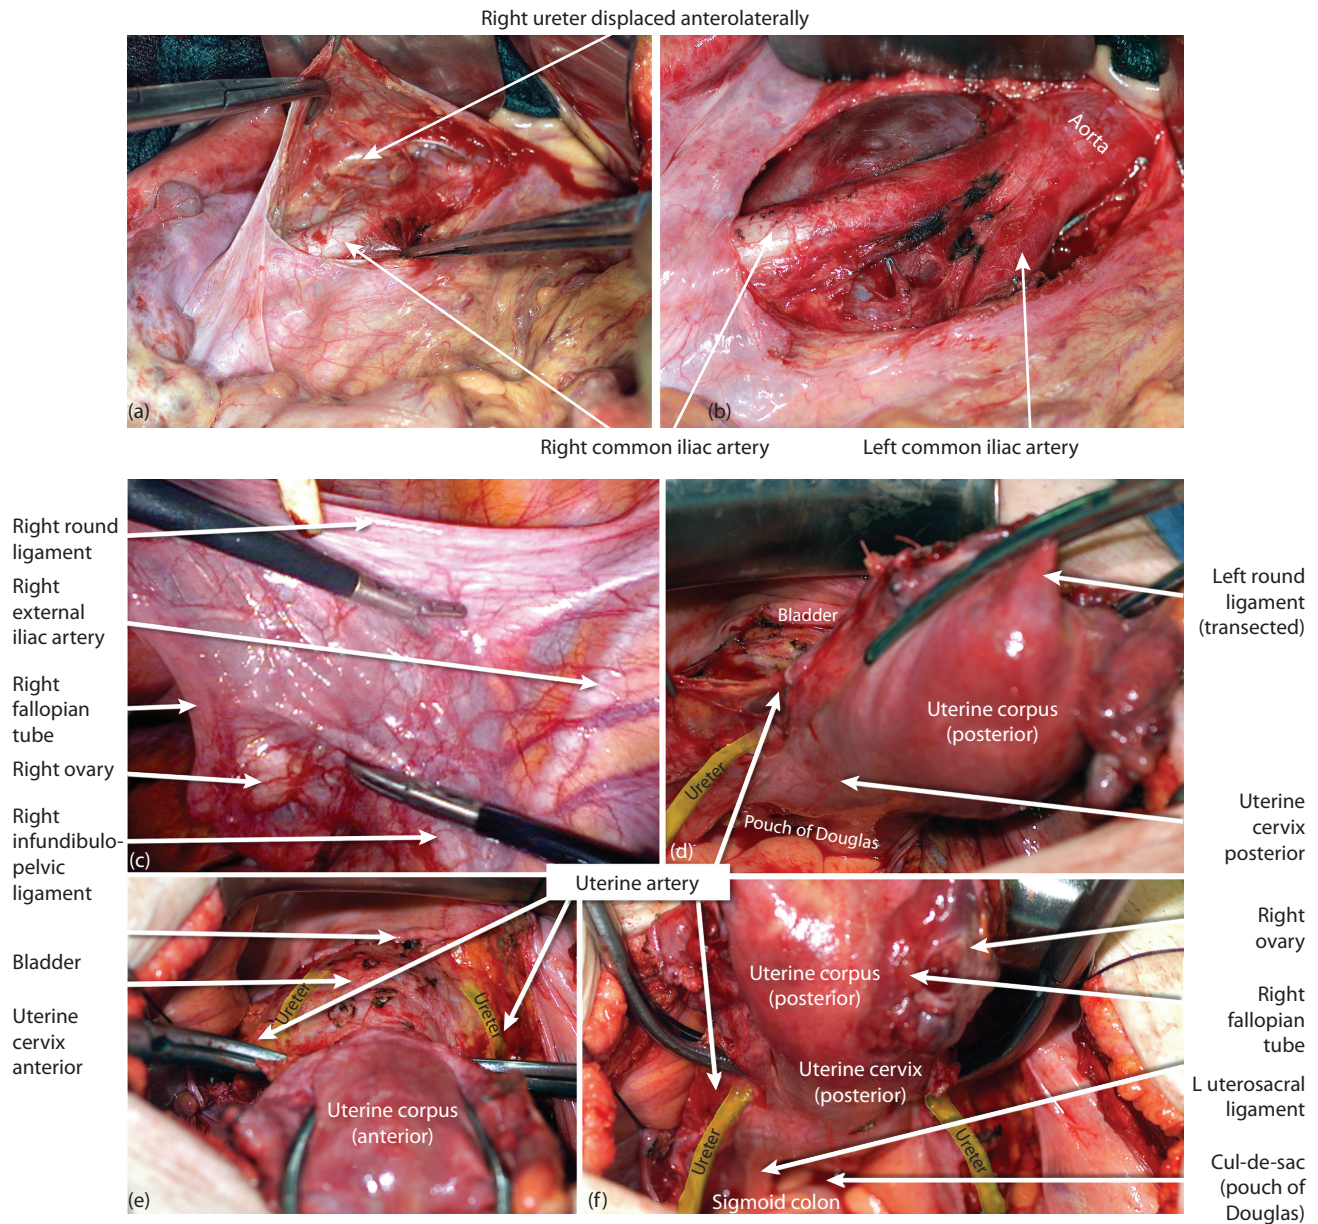 Right ureter displaced anterolaterally
Aorta
(a)
(b)
Right common iliac artery
Left common iliac artery
Right round
ligament
Right
external
iliac artery
Right
fallopian
tube
Right ovary
Right
infundibulo-
pelvic
ligament
(c)
Bladder
Uterine corpus
(posterior)
Ureter
Pouch of Douglas
(d)
Left round
ligament
(transected)
Uterine
cervix
posterior
Uterine artery
Bladder
Uterine
cervix
anterior
Ureter
Ureter
Uterine corpus
(anterior)
(e)
Uterine corpus
(posterior)
Uterine cervix
(posterior)
Ureter
Ureter
Sigmoid colon
(f)
Right
ovary
Right
fallopian
tube
L uterosacral
ligament
Cul-de-sac
(pouch of
Douglas)